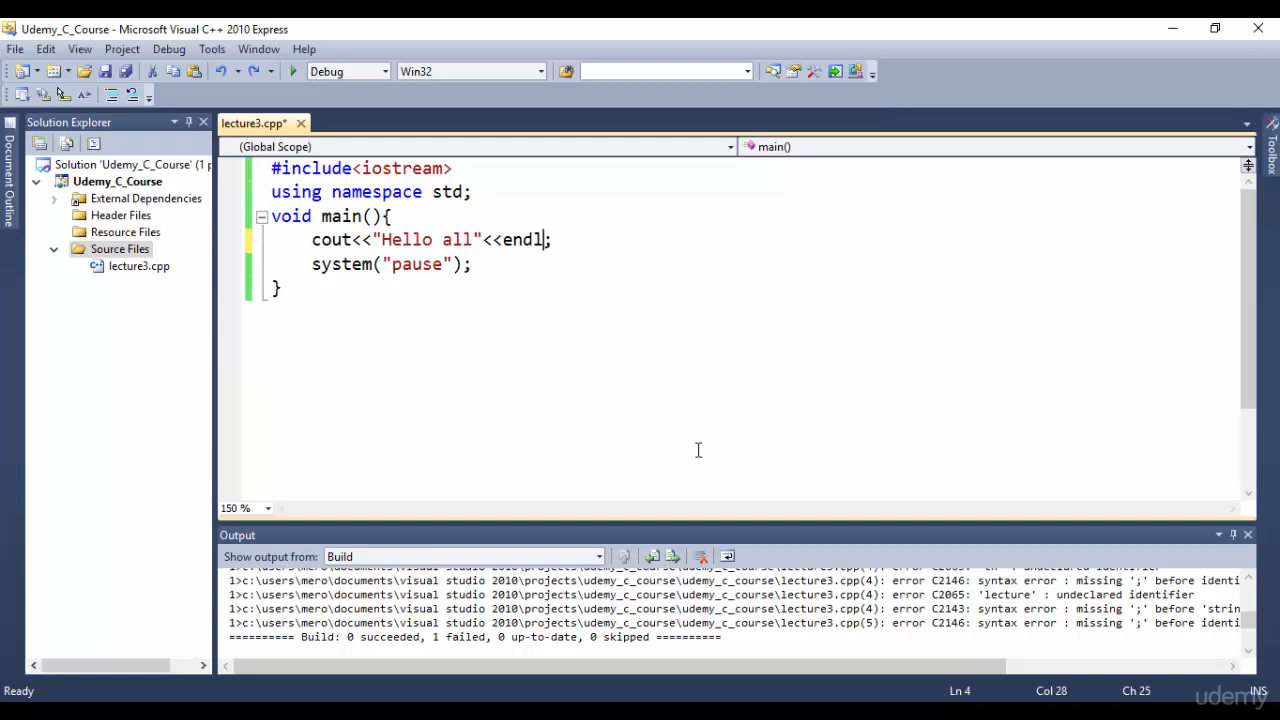 Udemy_C_Course - Microsoft Visual C++ 2010 Express
File Edit View Project Debug Tools Window Help
Debug Win32
Solution Explorer
lecture3.cpp*
Document Outline
Toolbox
(Global Scope) main()
Solution 'Udemy_C_Course' (1 p
Udemy_C_Course
External Dependencies
Header Files
Resource Files
Source Files
lecture3.cpp
#include<iostream>
using namespace std;
void main(){
cout<<"Hello all"<<endl;
system("pause");
}
150 %
Output
Show output from: Build
1>c:\users\mero\documents\visual studio 2010\projects\udemy_c_course\udemy_c_course\lecture3.cpp(4): error C2146: syntax error : missing ';' before identi
1>c:\users\mero\documents\visual studio 2010\projects\udemy_c_course\udemy_c_course\lecture3.cpp(4): error C2065: 'lecture' : undeclared identifier
1>c:\users\mero\documents\visual studio 2010\projects\udemy_c_course\udemy_c_course\lecture3.cpp(4): error C2143: syntax error : missing ';' before 'strin
1>c:\users\mero\documents\visual studio 2010\projects\udemy_c_course\udemy_c_course\lecture3.cpp(5): error C2146: syntax error : missing ';' before identi
========== Build: 0 succeeded, 1 failed, 0 up-to-date, 0 skipped ==========
Ready Ln 4 Col 28 Ch 25 INS
udemy